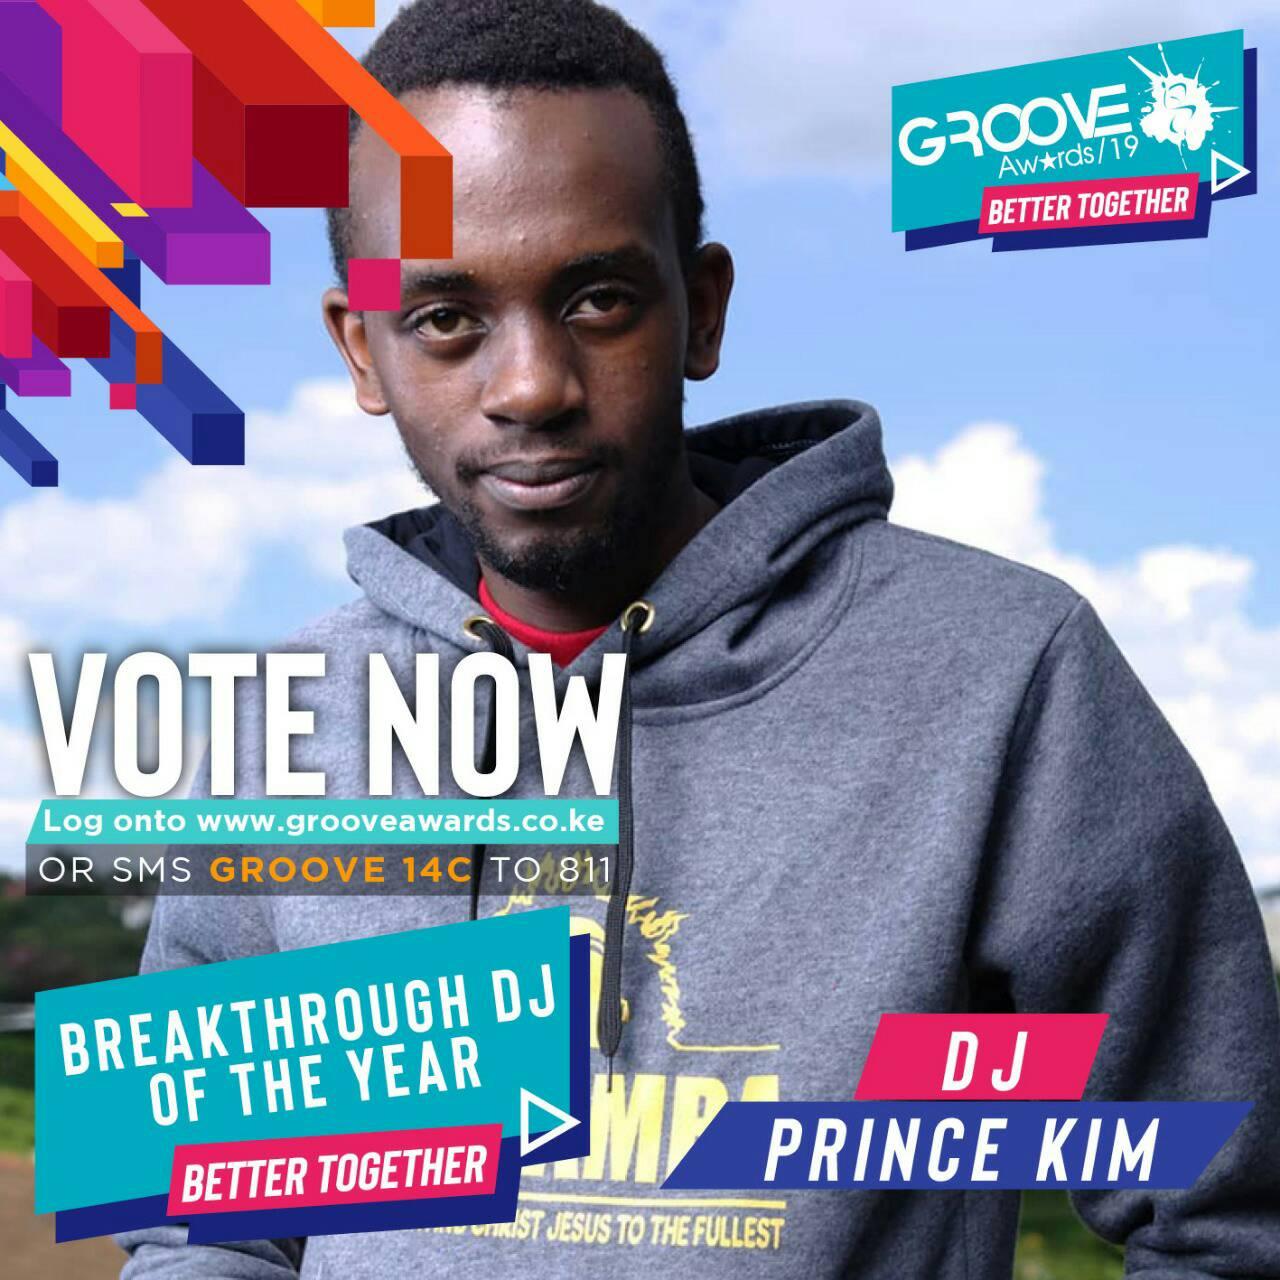 GROOVE
Awards/19
BETTER TOGETHER
VOTE NOW
Log onto www.grooveawards.co.ke
OR SMS GROOVE 14C TO 811
BREAKTHROUGH DJ
OF THE YEAR
BETTER TOGETHER
DJ
PRINCE KIM
CHRIST JESUS TO THE FULLEST